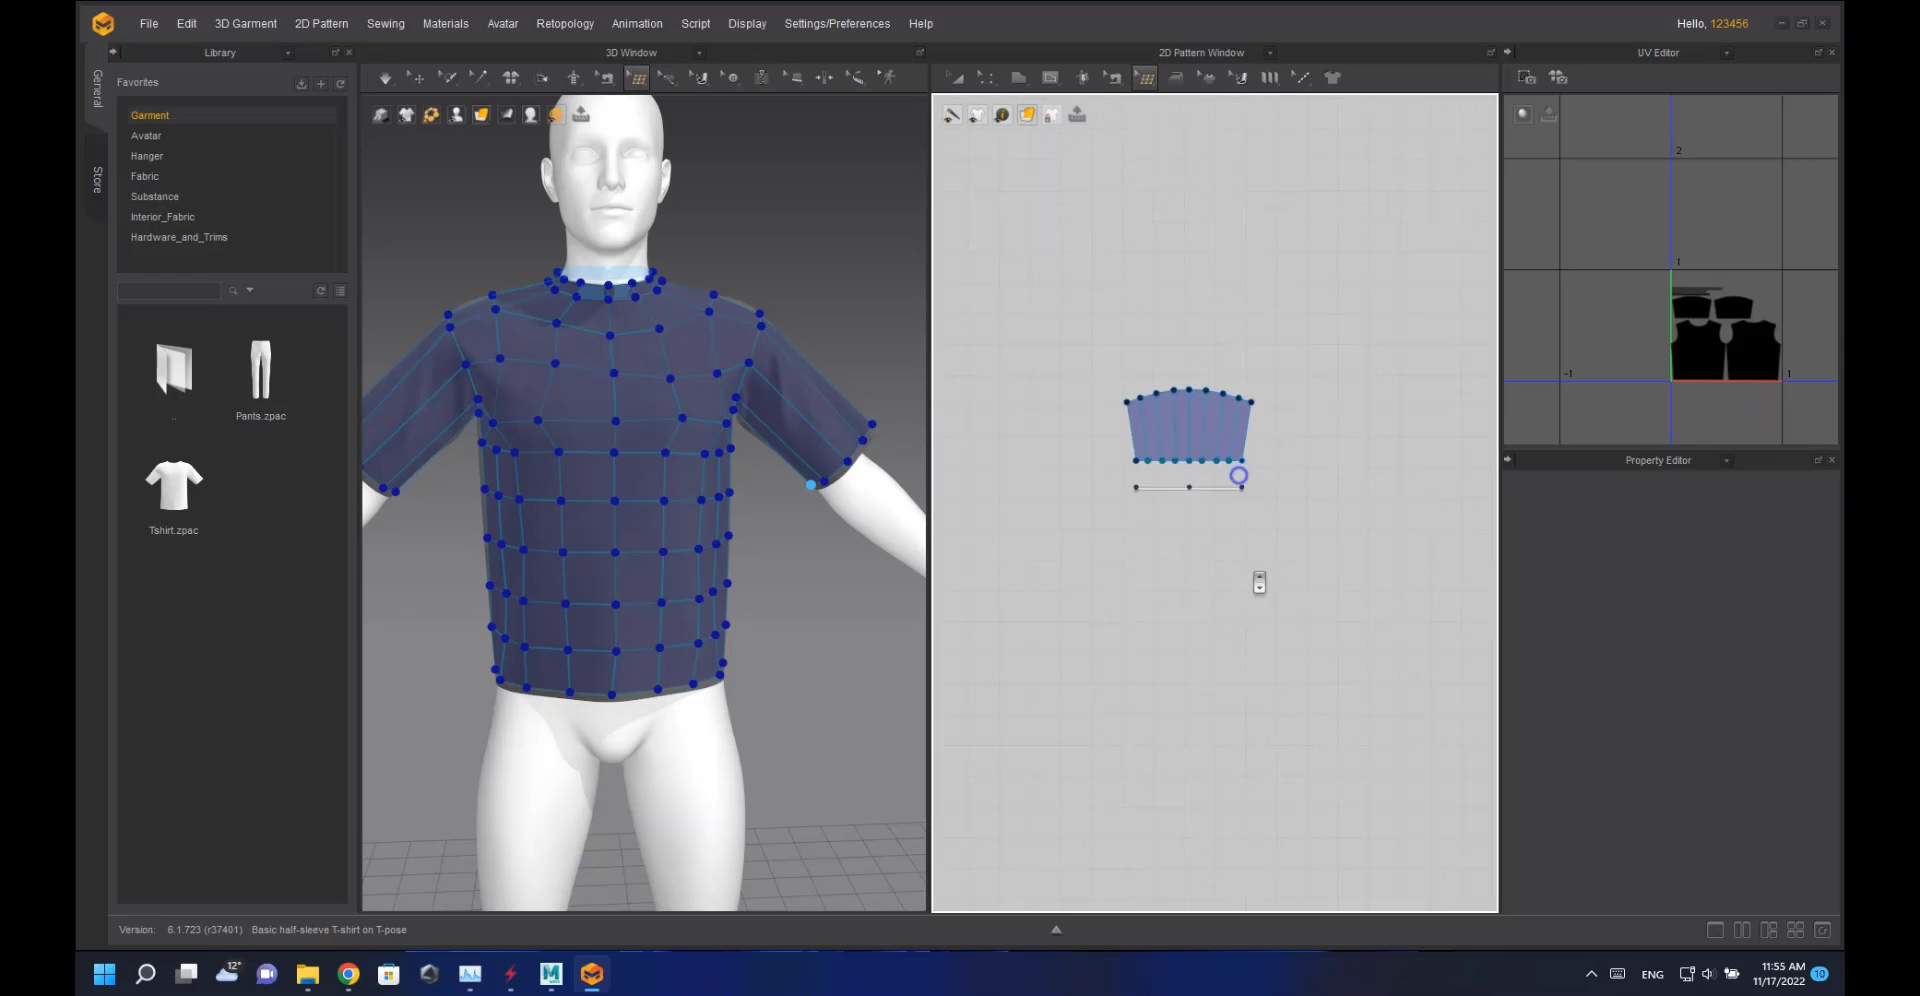 File Edit 3D Garment 2D Pattern Sewing Materials Avatar Retopology Animation Script Display Settings/Preferences Help Hello, 123456
Library 3D Window 2D Pattern Window UV Editor
General
Store
Favorites
Garment
Avatar
Hanger
Fabric
Substance
Interior_Fabric
Hardware_and_Trims
..
Pants.zpac
Tshirt.zpac
2
1
-1 1
Property Editor
Version: 6.1.723 (r37401) Basic half-sleeve T-shirt on T-pose
12°
ENG
11:55 AM
11/17/2022
10